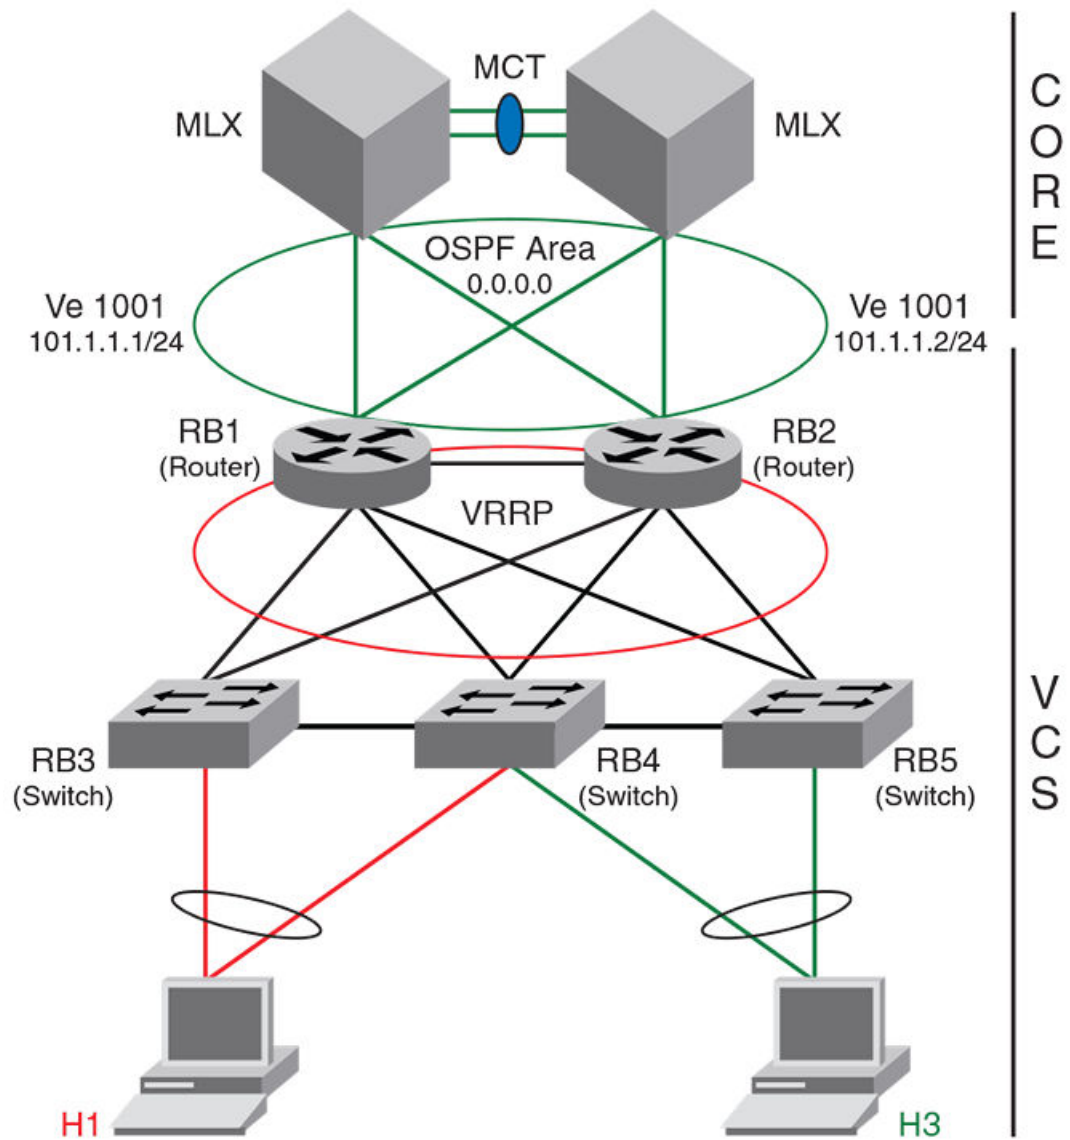 MCT
MLX
MLX
C
O
R
E
OSPF Area
0.0.0.0
Ve 1001
101.1.1.1/24
Ve 1001
101.1.1.2/24
RB1
(Router)
RB2
(Router)
VRRP
RB3
(Switch)
RB4
(Switch)
RB5
(Switch)
V
C
S
H1
H3